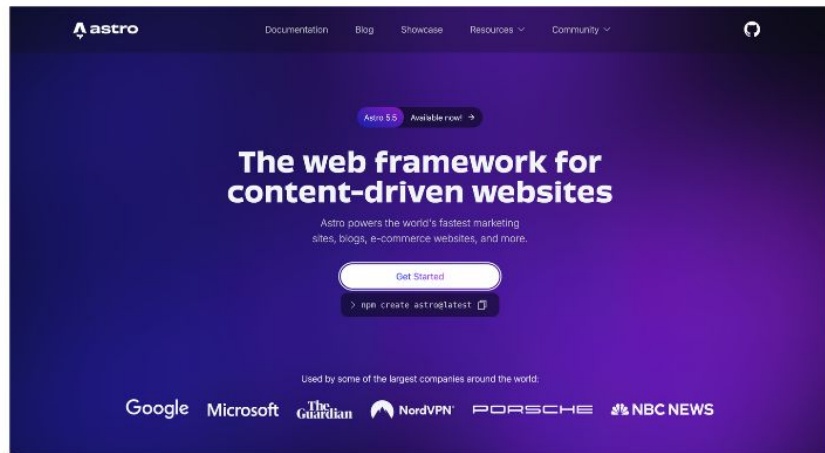 astro
Documentation Blog Showcase Resources Community
Astro 5.5 Available now! →
The web framework for
content-driven websites
Astro powers the world's fastest marketing
sites, blogs, e-commerce websites, and more.
Get Started
> npm create astro@latest
Used by some of the largest companies around the world:
Google Microsoft The Guardian NordVPN® PORSCHE NBC NEWS